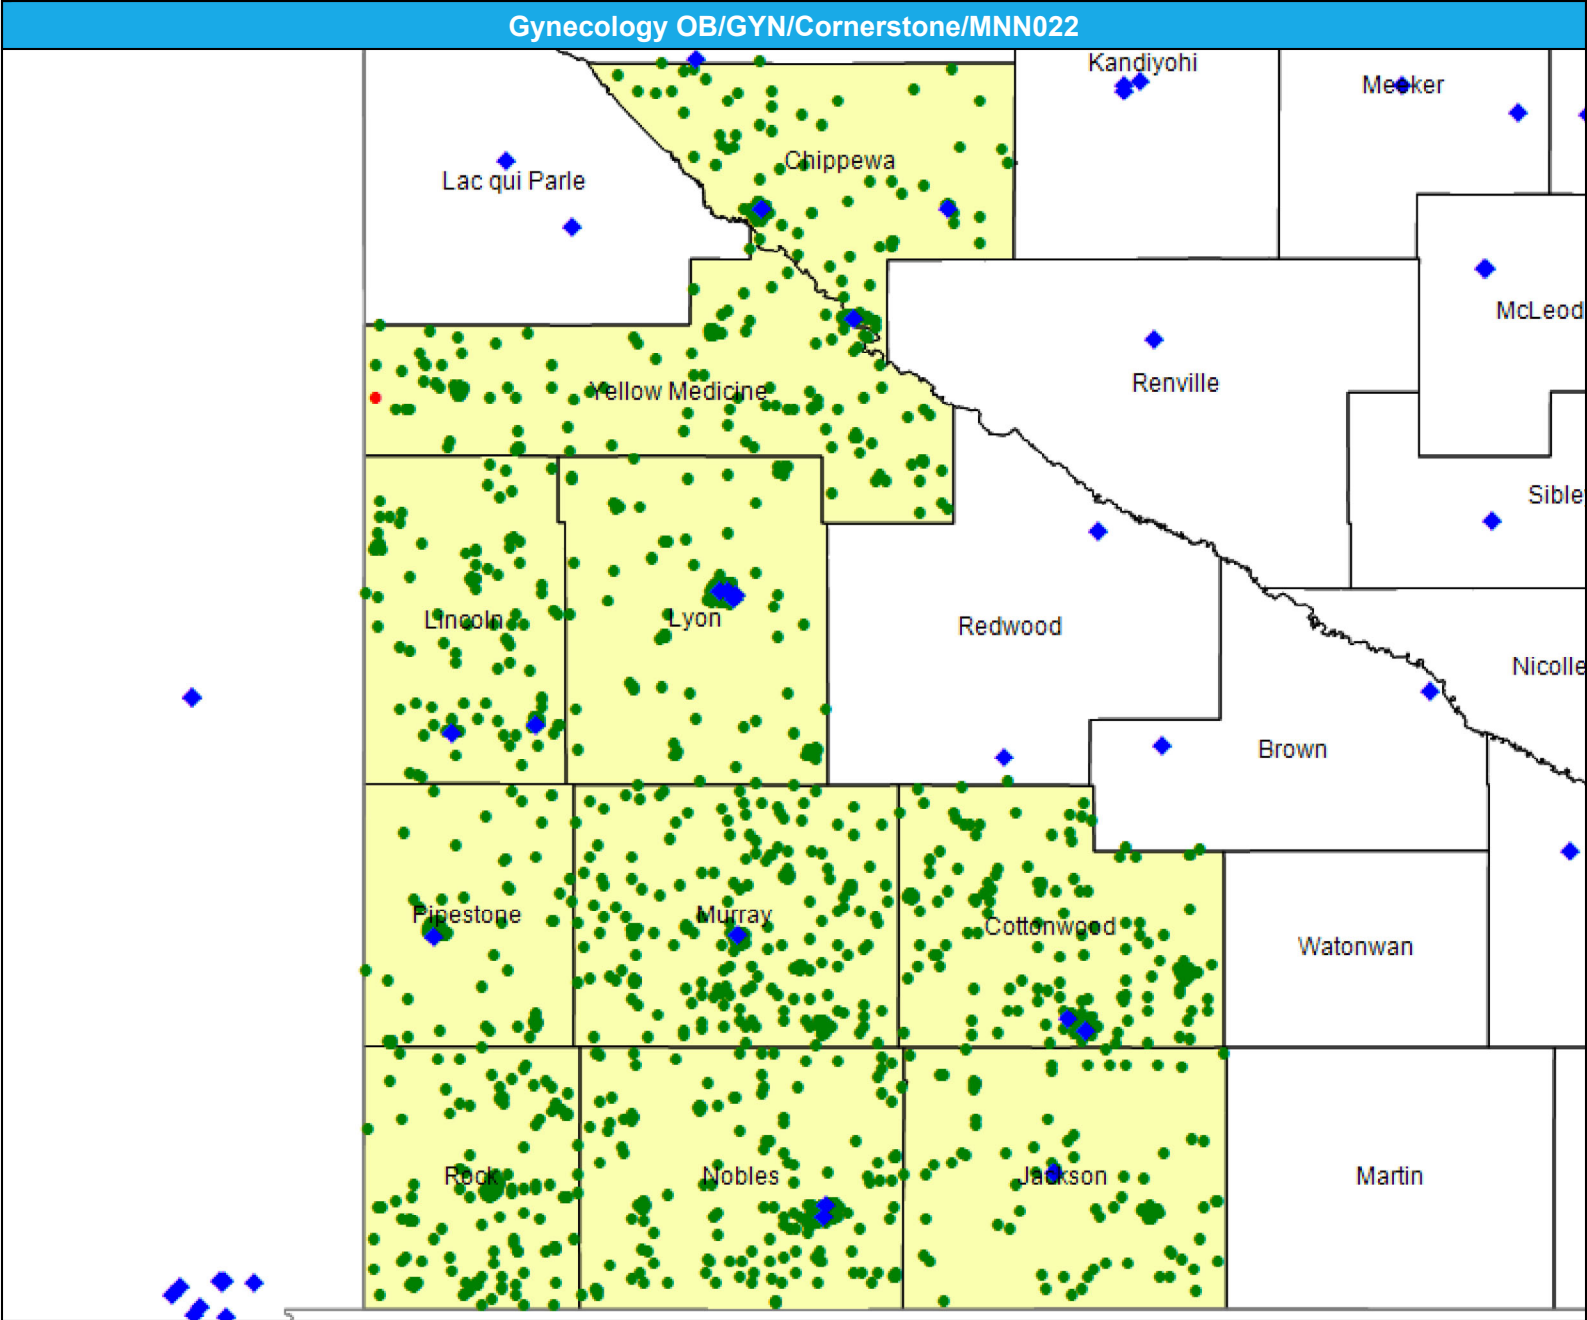 Gynecology OB/GYN/Cornerstone/MNN022
Kandiyohi
Meeker
Chippewa
Lac qui Parle
McLeod
Renville
Yellow Medicine
Sible
Lincoln
Lyon
Redwood
Nicolle
Brown
Pipestone
Murray
Cottonwood
Watonwan
Rock
Nobles
Jackson
Martin